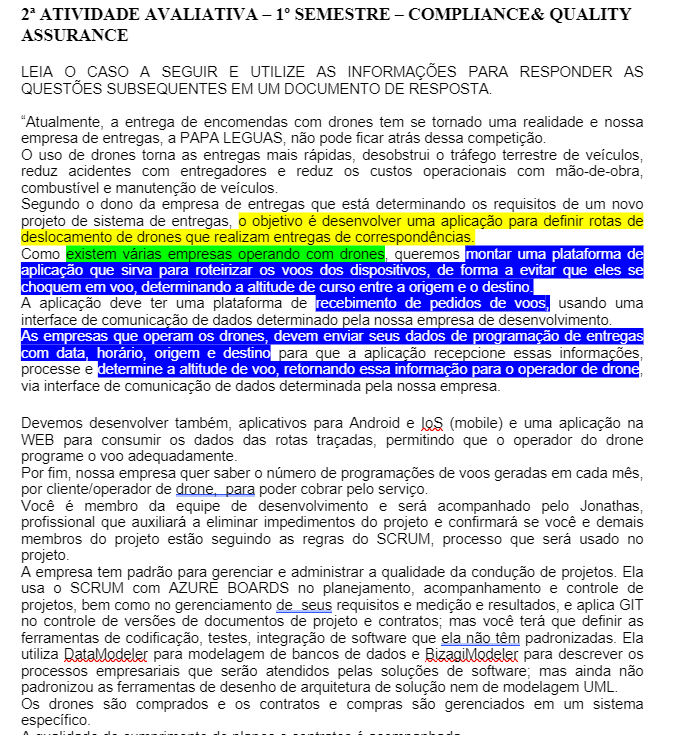 2ª ATIVIDADE AVALIATIVA – 1º SEMESTRE – COMPLIANCE& QUALITY
ASSURANCE
LEIA O CASO A SEGUIR E UTILIZE AS INFORMAÇÕES PARA RESPONDER AS
QUESTÕES SUBSEQUENTES EM UM DOCUMENTO DE RESPOSTA.
“Atualmente, a entrega de encomendas com drones tem se tornado uma realidade e nossa
empresa de entregas, a PAPA LEGUAS, não pode ficar atrás dessa competição.
O uso de drones torna as entregas mais rápidas, desobstrui o tráfego terrestre de veículos,
reduz acidentes com entregadores e reduz os custos operacionais com mão-de-obra,
combustível e manutenção de veículos.
Segundo o dono da empresa de entregas que está determinando os requisitos de um novo
projeto de sistema de entregas, o objetivo é desenvolver uma aplicação para definir rotas de
deslocamento de drones que realizam entregas de correspondências.
Como existem várias empresas operando com drones, queremos montar uma plataforma de
aplicação que sirva para roteirizar os voos dos dispositivos, de forma a evitar que eles se
choquem em voo, determinando a altitude de curso entre a origem e o destino.
A aplicação deve ter uma plataforma de recebimento de pedidos de voos, usando uma
interface de comunicação de dados determinado pela nossa empresa de desenvolvimento.
As empresas que operam os drones, devem enviar seus dados de programação de entregas
com data, horário, origem e destino para que a aplicação recepcione essas informações,
processe e determine a altitude de voo, retornando essa informação para o operador de drone,
via interface de comunicação de dados determinada pela nossa empresa.
Devemos desenvolver também, aplicativos para Android e IoS (mobile) e uma aplicação na
WEB para consumir os dados das rotas traçadas, permitindo que o operador do drone
programe o voo adequadamente.
Por fim, nossa empresa quer saber o número de programações de voos geradas em cada mês,
por cliente/operador de drone, para poder cobrar pelo serviço.
Você é membro da equipe de desenvolvimento e será acompanhado pelo Jonathas,
profissional que auxiliará a eliminar impedimentos do projeto e confirmará se você e demais
membros do projeto estão seguindo as regras do SCRUM, processo que será usado no
projeto.
A empresa tem padrão para gerenciar e administrar a qualidade da condução de projetos. Ela
usa o SCRUM com AZURE BOARDS no planejamento, acompanhamento e controle de
projetos, bem como no gerenciamento de seus requisitos e medição e resultados, e aplica GIT
no controle de versões de documentos de projeto e contratos; mas você terá que definir as
ferramentas de codificação, testes, integração de software que ela não têm padronizadas. Ela
utiliza DataModeler para modelagem de bancos de dados e BizagiModeler para descrever os
processos empresariais que serão atendidos pelas soluções de software; mas ainda não
padronizou as ferramentas de desenho de arquitetura de solução nem de modelagem UML.
Os drones são comprados e os contratos e compras são gerenciados em um sistema
específico.